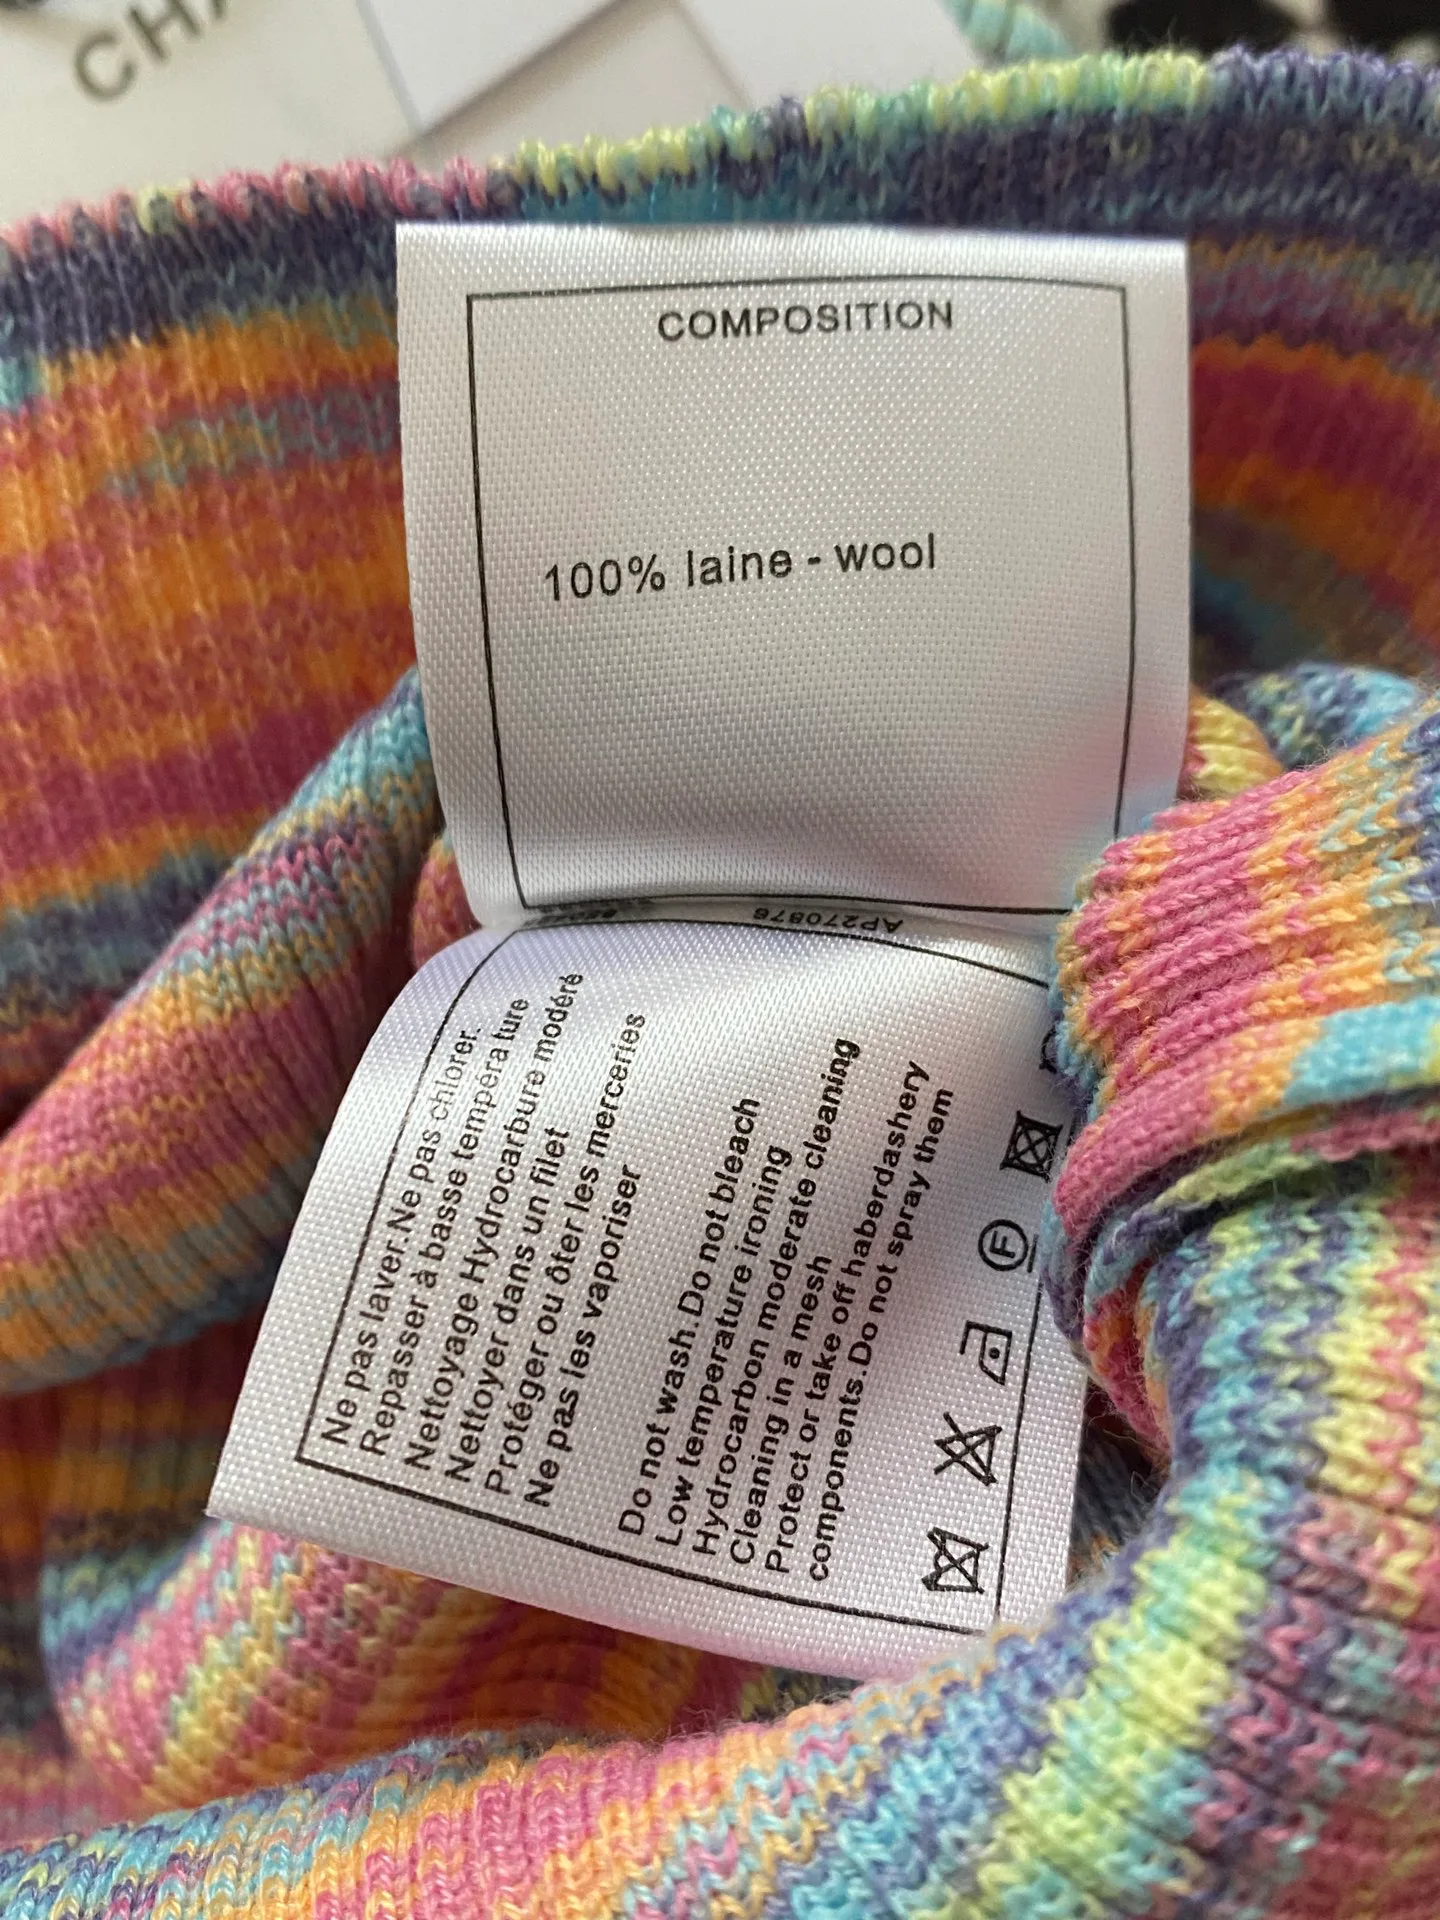 CHA
COMPOSITION
100% laine - wool
AP270876
Ne pas laver.Ne pas chlorer.
Repasser à basse température
Nettoyage Hydrocarbure modéré
Nettoyer dans un filet
Protéger ou ôter les merceries
Ne pas les vaporiser
Do not wash.Do not bleach
Low temperature ironing
Hydrocarbon moderate cleaning
Cleaning in a mesh
Protect or take off haberdashery
components.Do not spray them
F